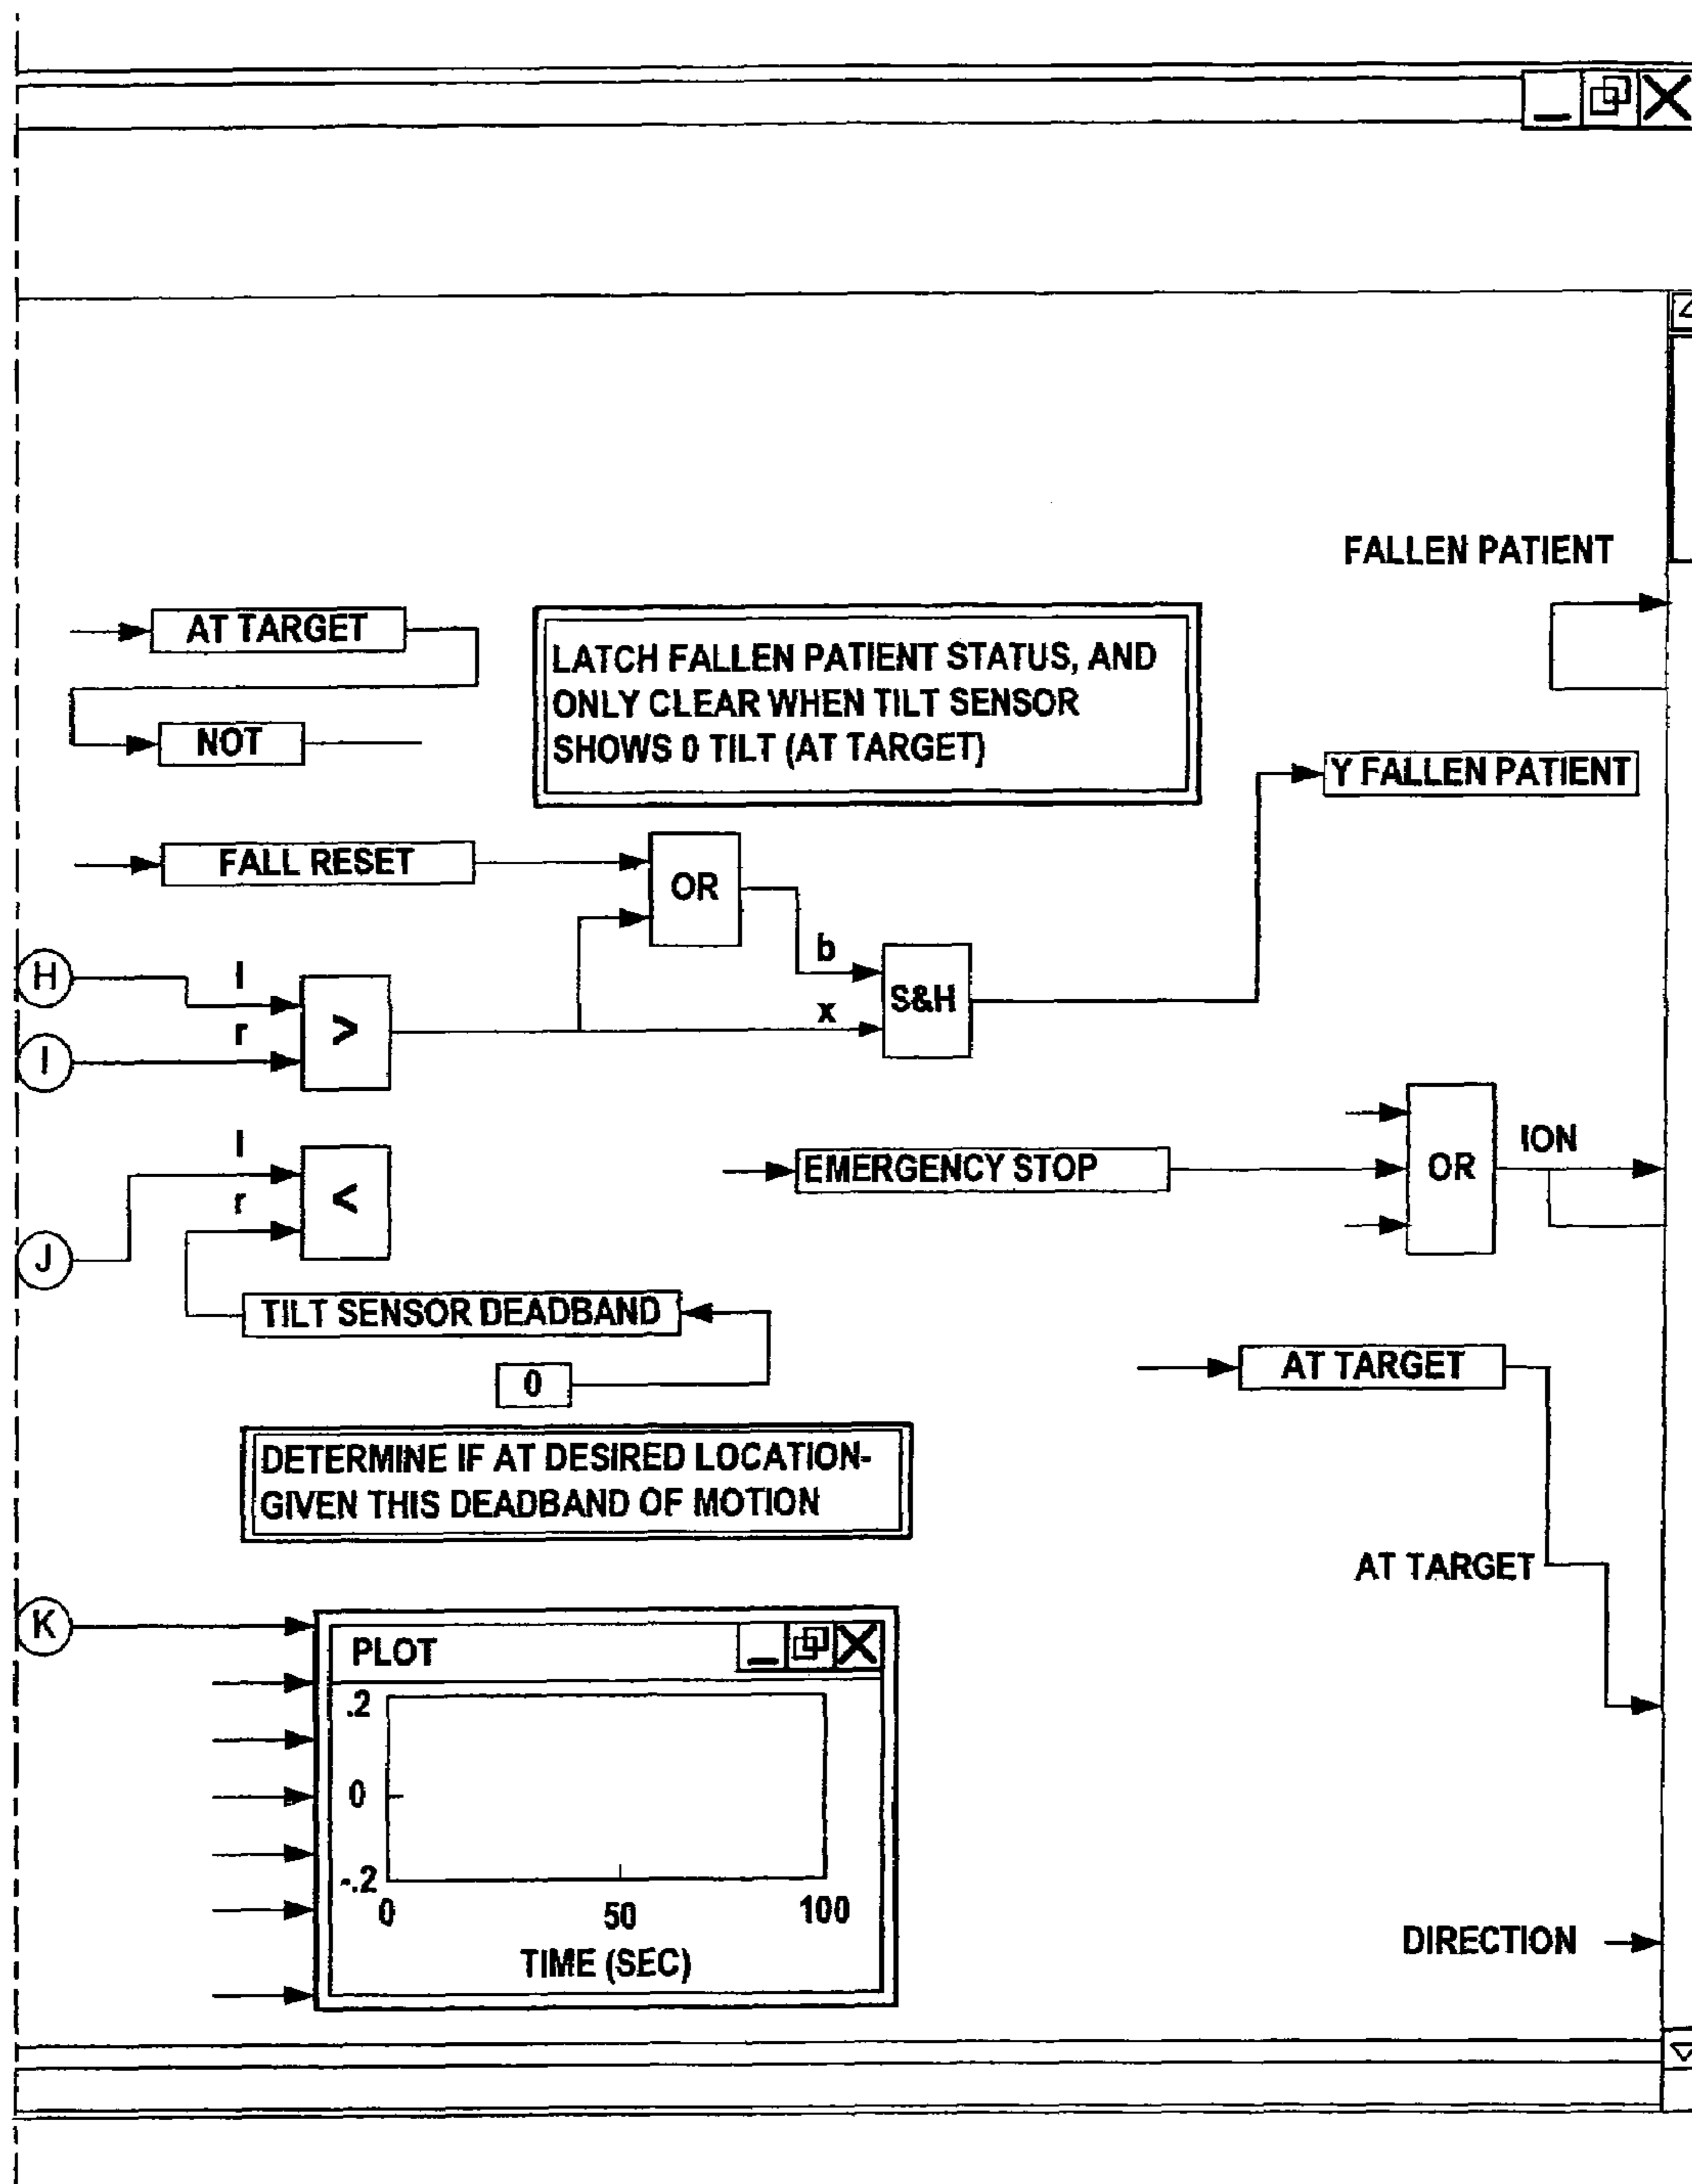 FALLEN PATIENT
AT TARGET
LATCH FALLEN PATIENT STATUS, AND
ONLY CLEAR WHEN TILT SENSOR
SHOWS 0 TILT (AT TARGET)
NOT
Y FALLEN PATIENT
FALL RESET
OR
b
H
l
S&H
x
>
r
I
l
ION
EMERGENCY STOP
OR
<
r
J
TILT SENSOR DEADBAND
AT TARGET
0
DETERMINE IF AT DESIRED LOCATION-
GIVEN THIS DEADBAND OF MOTION
AT TARGET
K
PLOT
.2
0
-.2
0 50 100
TIME (SEC)
DIRECTION